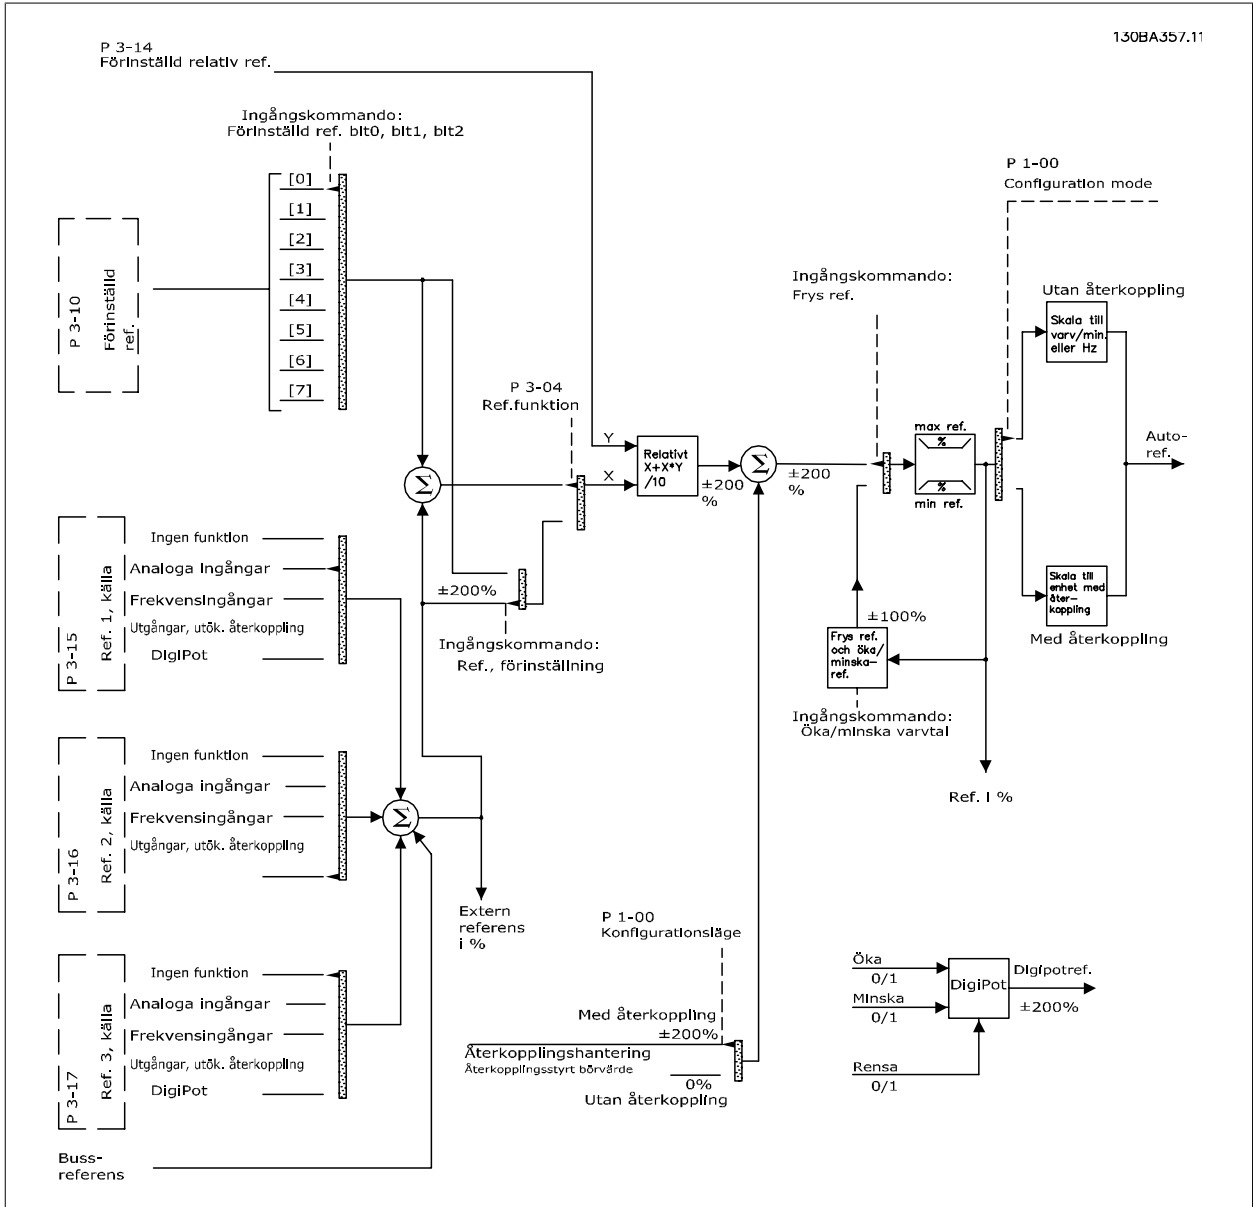 130BA357.11
P 3-14
Förinställd relativ ref.
Ingångskommando:
Förinställd ref. bit0, bit1, bit2
P 1-00
Configuration mode
[0]
[1]
[2]
[3]
[4]
[5]
[6]
[7]
P 3-10
Förinställd
ref.
Ingångskommando:
Frys ref.
Utan återkoppling
Skala till
varv/min.
eller Hz
P 3-04
Ref.funktion
Y
X
Relativt
X+X*Y
/10
±200
%
Σ
±200
%
max ref.
%
%
min ref.
Auto-
ref.
Σ
P 3-15
Ref. 1, källa
Ingen funktion
Analoga Ingångar
Frekvensingångar
Utgångar, utök. återkoppling
DigiPot
±200%
Ingångskommando:
Ref., förinställning
±100%
Frys ref.
och öka/
minska-
ref.
Ingångskommando:
Öka/minska varvtal
Skala till
enhet med
åter-
koppling
Med återkoppling
Ref. i %
P 3-16
Ref. 2, källa
Ingen funktion
Analoga ingångar
Frekvensingångar
Utgångar, utök. återkoppling
Σ
Extern
referens
i %
P 3-17
Ref. 3, källa
Ingen funktion
Analoga ingångar
Frekvensingångar
Utgångar, utök. återkoppling
DigiPot
Buss-
referens
P 1-00
Konfigurationsläge
Med återkoppling
±200%
Återkopplingshantering
Återkopplingsstyrt börvärde
0%
Utan återkoppling
Öka
0/1
Minska
0/1
Rensa
0/1
DigiPot
Digipotref.
±200%